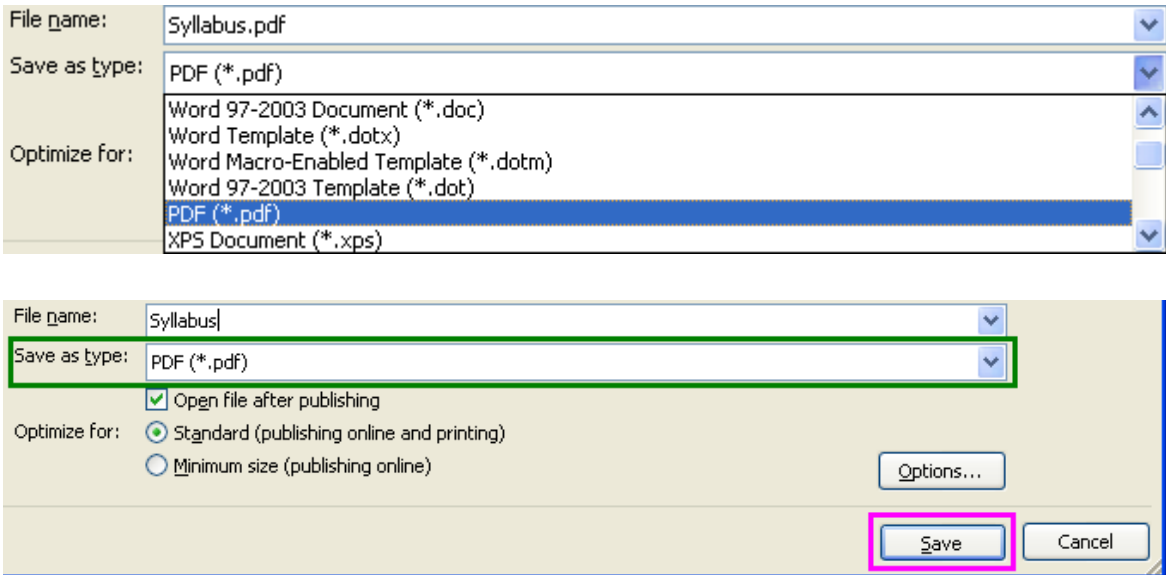 File name: Syllabus.pdf
Save as type: PDF (*.pdf)
Word 97-2003 Document (*.doc)
Word Template (*.dotx)
Optimize for: Word Macro-Enabled Template (*.dotm)
Word 97-2003 Template (*.dot)
PDF (*.pdf)
XPS Document (*.xps)
File name: Syllabus
Save as type: PDF (*.pdf)
Open file after publishing
Optimize for: Standard (publishing online and printing)
Minimum size (publishing online)
Options...
Save Cancel